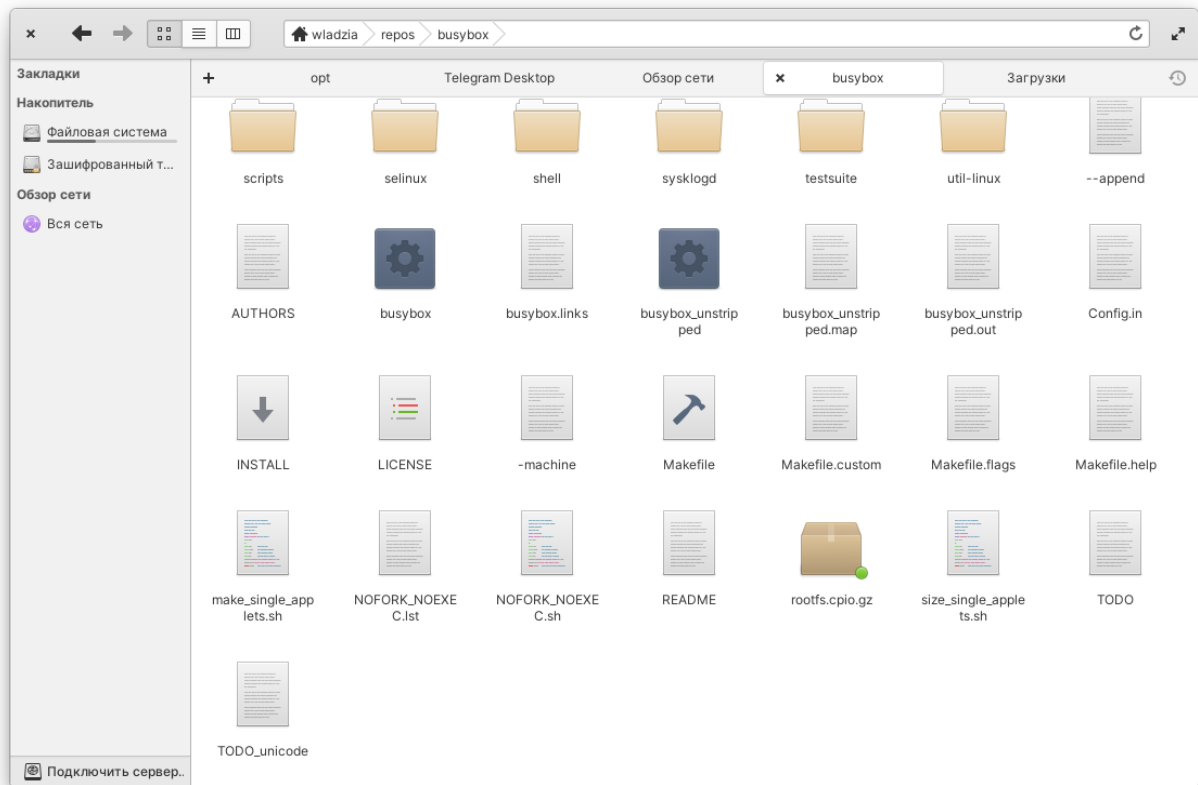 wladzia repos busybox
Закладки
Накопитель
Файловая система
Зашифрованный т...
Обзор сети
Вся сеть
Подключить сервер..
+ opt Telegram Desktop Обзор сети × busybox Загрузки
scripts selinux shell sysklogd testsuite util-linux --append
AUTHORS busybox busybox.links busybox_unstrip busybox_unstrip busybox_unstrip Config.in
ped ped.map ped.out
INSTALL LICENSE -machine Makefile Makefile.custom Makefile.flags Makefile.help
make_single_app NOFORK_NOEXE NOFORK_NOEXE README rootfs.cpio.gz size_single_apple TODO
lets.sh C.lst C.sh ts.sh
TODO_unicode